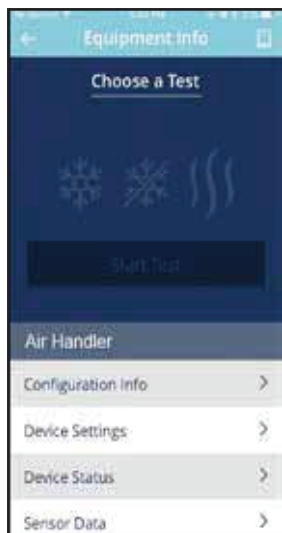 Equipment Info
Choose a Test
Start Test
Air Handler
Configuration Info
Device Settings
Device Status
Sensor Data